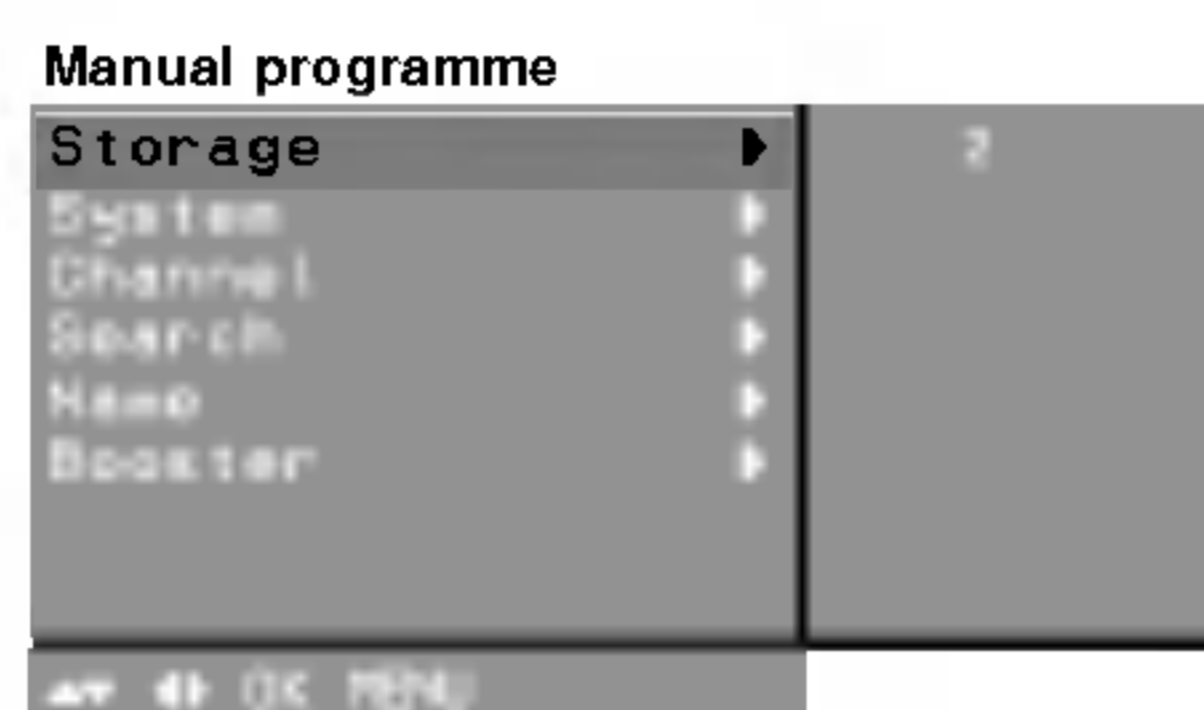 Manual programme
Storage ▶ 2
System ▶
Channel ▶
Search ▶
Name ▶
Booster ▶
▲▼ ◀▶ OK MENU